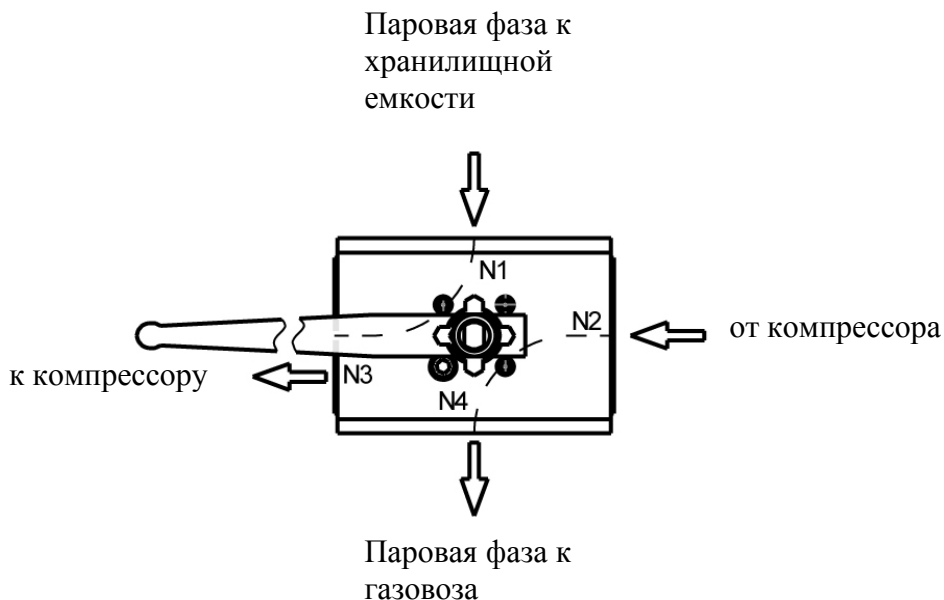 Паровая фаза к
хранилищной
емкости
N1
N2
от компрессора
к компрессору
N3
N4
Паровая фаза к
газовоза